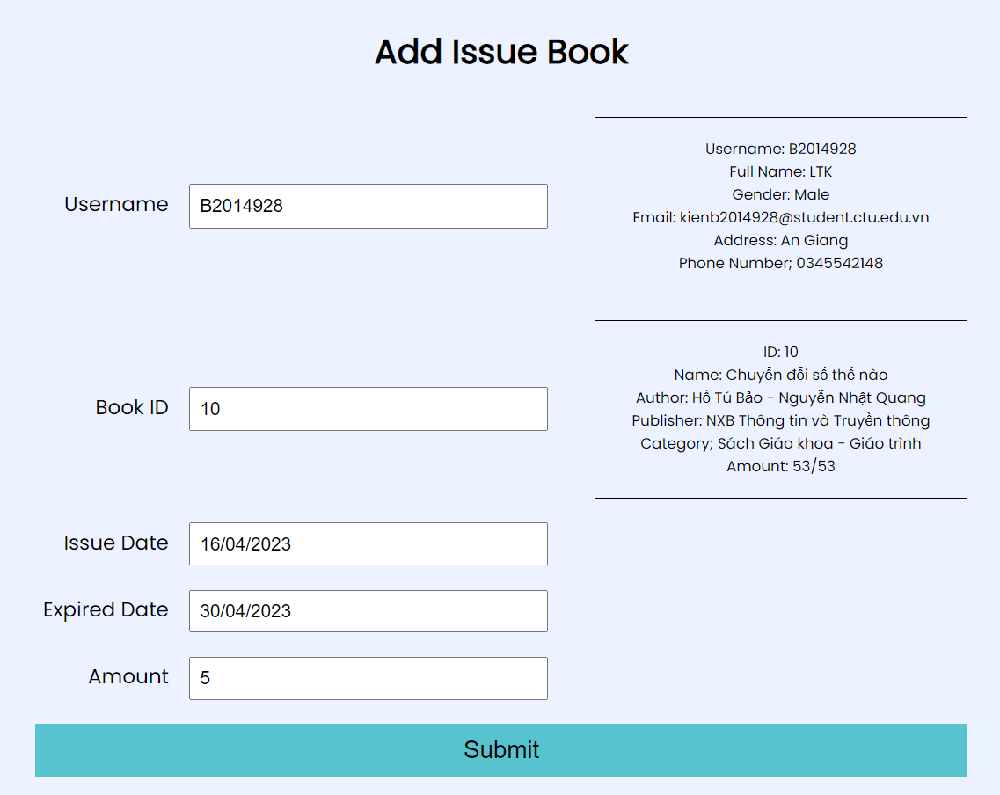 Add Issue Book
Username
B2014928
Username: B2014928
Full Name: LTK
Gender: Male
Email: kienb2014928@student.ctu.edu.vn
Address: An Giang
Phone Number; 0345542148
Book ID
10
ID: 10
Name: Chuyển đổi số thế nào
Author: Hồ Tú Bảo - Nguyễn Nhật Quang
Publisher: NXB Thông tin và Truyền thông
Category; Sách Giáo khoa - Giáo trình
Amount: 53/53
Issue Date
16/04/2023
Expired Date
30/04/2023
Amount
5
Submit